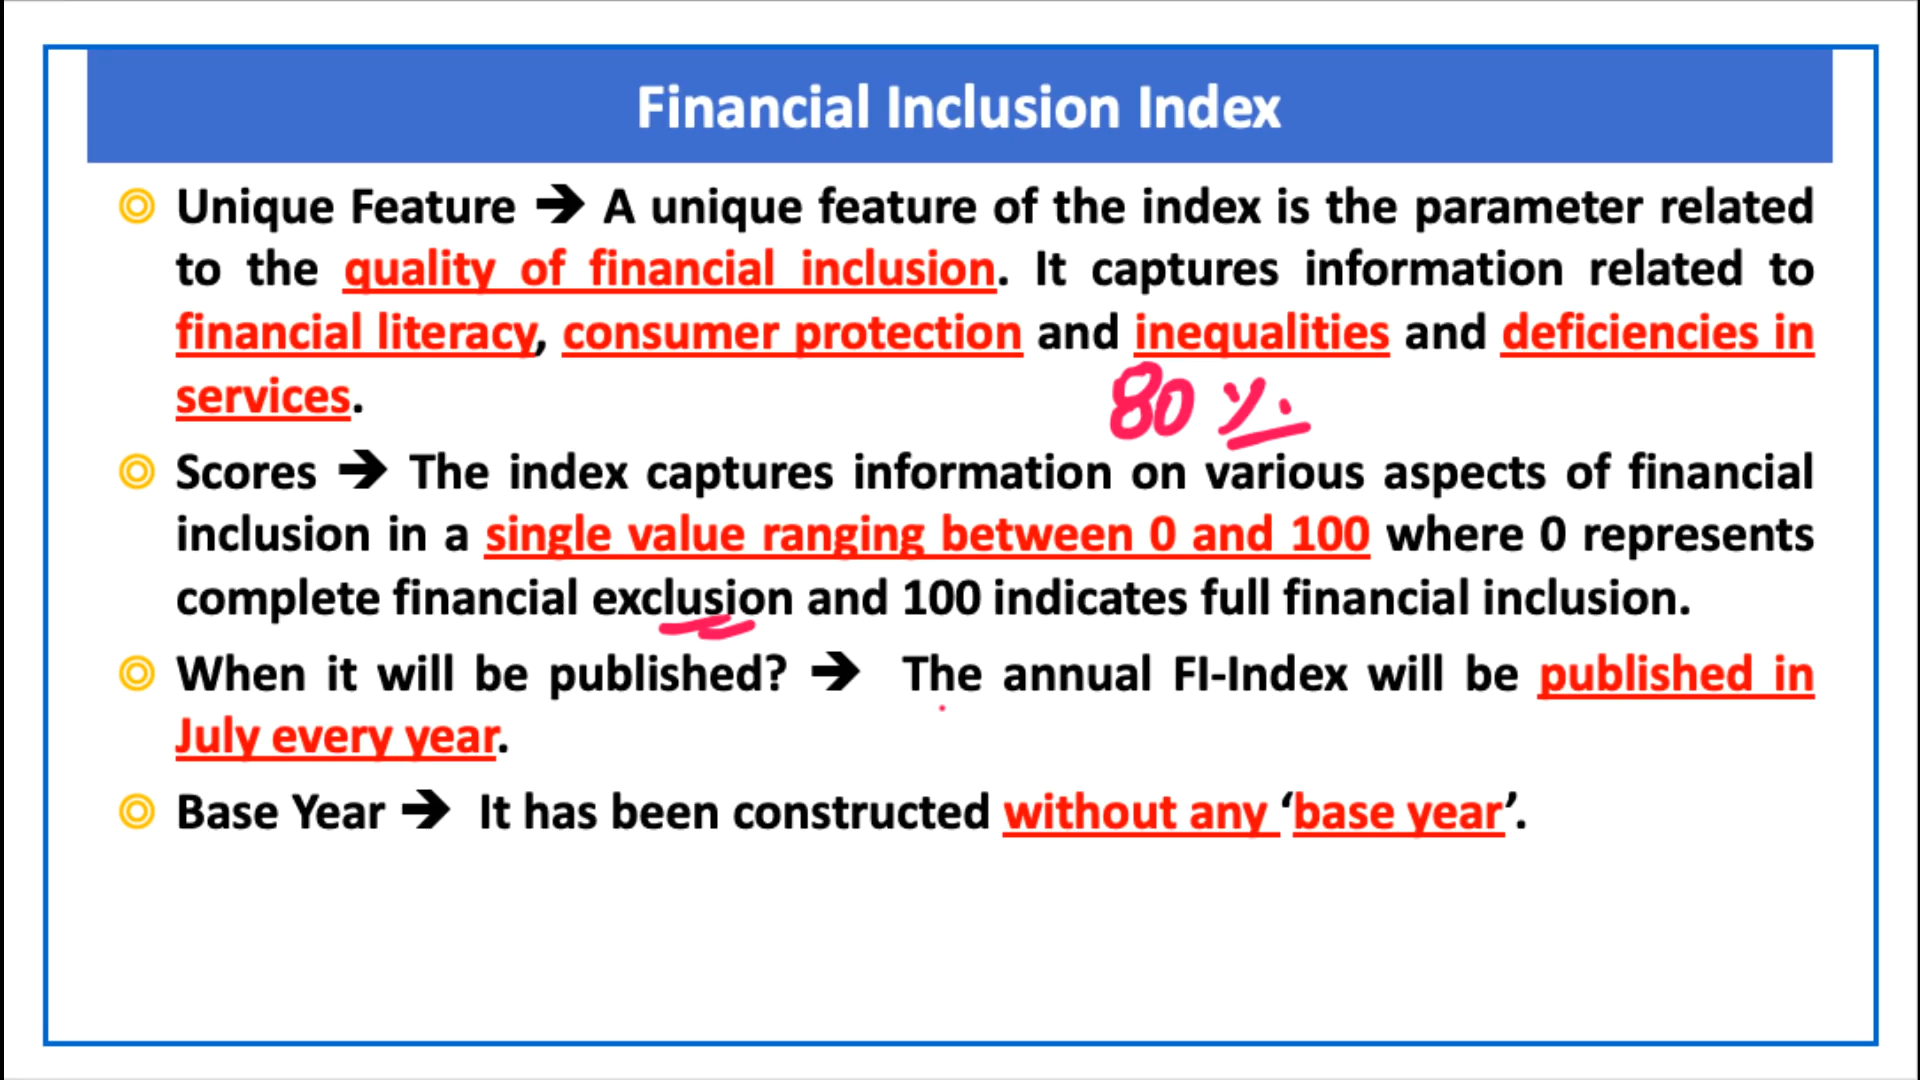 Financial Inclusion Index
Unique Feature ➔ A unique feature of the index is the parameter related
to the quality of financial inclusion. It captures information related to
financial literacy, consumer protection and inequalities and deficiencies in
services.
80 %
Scores ➔ The index captures information on various aspects of financial
inclusion in a single value ranging between 0 and 100 where 0 represents
complete financial exclusion and 100 indicates full financial inclusion.
When it will be published? ➔ The annual FI-Index will be published in
July every year.
Base Year ➔ It has been constructed without any ‘base year’.